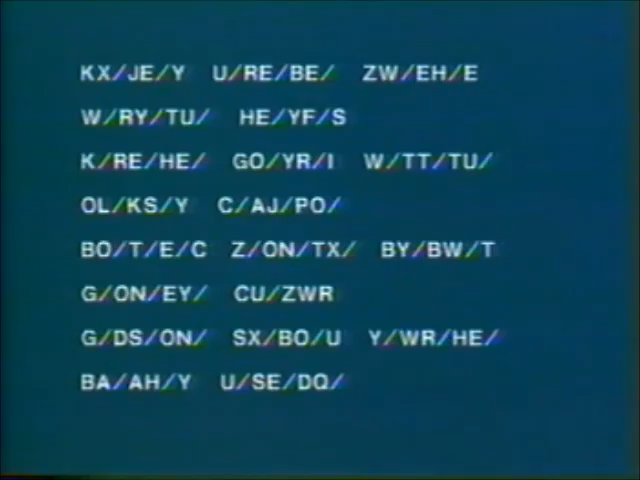 KX/JE/Y U/RE/BE/ ZW/EH/E
W/RY/TU/ HE/YF/S
K/RE/HE/ GO/YR/I W/TT/TU/
OL/KS/Y C/AJ/PO/
BO/T/E/C Z/ON/TX/ BY/BW/T
G/ON/EY/ CU/ZWR
G/DS/ON/ SX/BO/U Y/WR/HE/
BA/AH/Y U/SE/DQ/